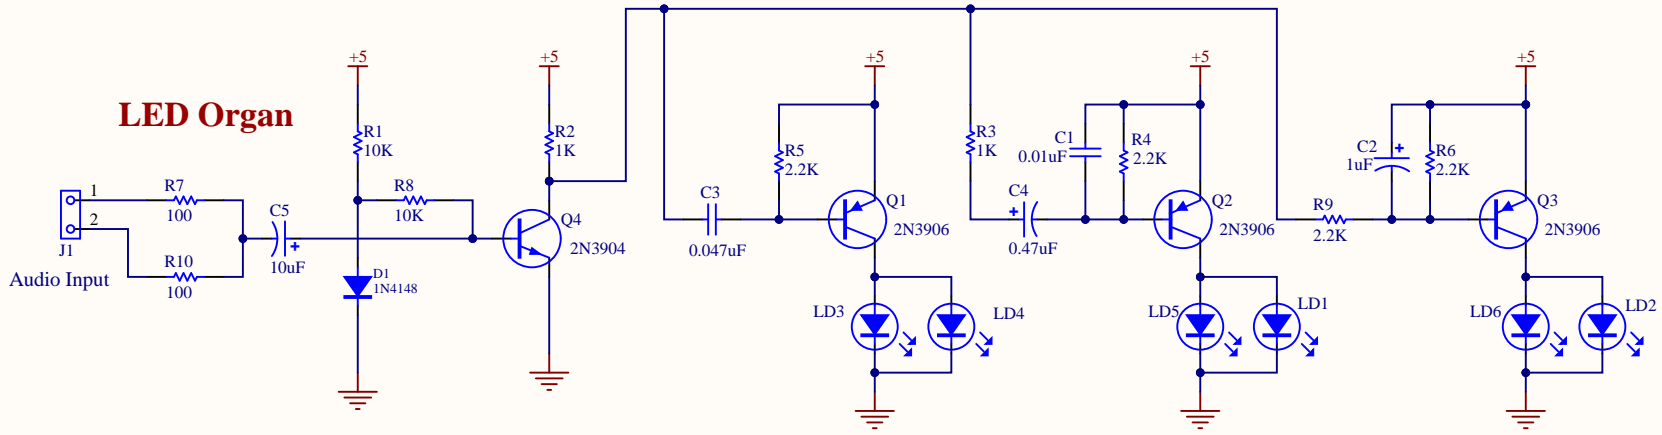 LED Organ
J1
1
2
Audio Input
R7
100
R10
100
C5
+
10uF
+5
R1
10K
R8
10K
D1
1N4148
+5
R2
1K
Q4
2N3904
C3
0.047uF
+5
R5
2.2K
Q1
2N3906
LD3
LD4
R3
1K
C4
+
0.47uF
+5
C1
0.01uF
R4
2.2K
Q2
2N3906
LD5
LD1
R9
2.2K
+5
C2
+
1uF
R6
2.2K
Q3
2N3906
LD6
LD2